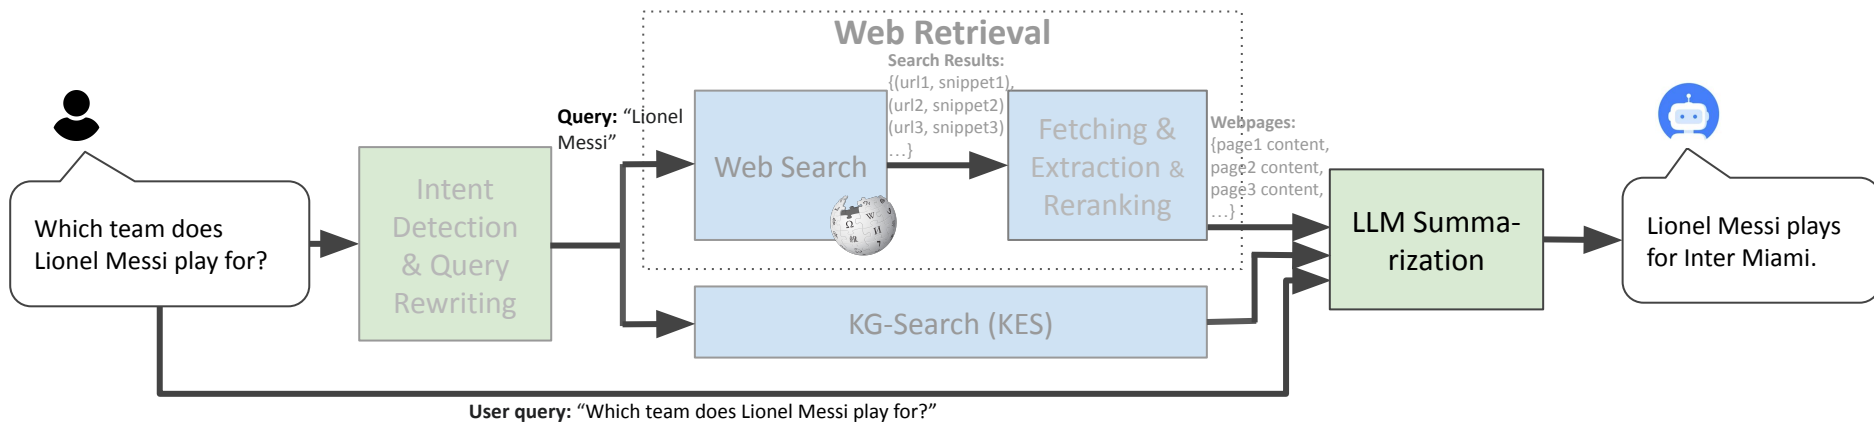 Web Retrieval
Which team does
Lionel Messi play for?
Intent
Detection
& Query
Rewriting
Query: “Lionel
Messi”
Web Search
Search Results:
{(url1, snippet1),
(url2, snippet2)
(url3, snippet3)
…}
Fetching &
Extraction &
Reranking
Webpages:
{page1 content,
page2 content,
page3 content,
…}
KG-Search (KES)
LLM Summa-
rization
Lionel Messi plays
for Inter Miami.
User query: “Which team does Lionel Messi play for?”